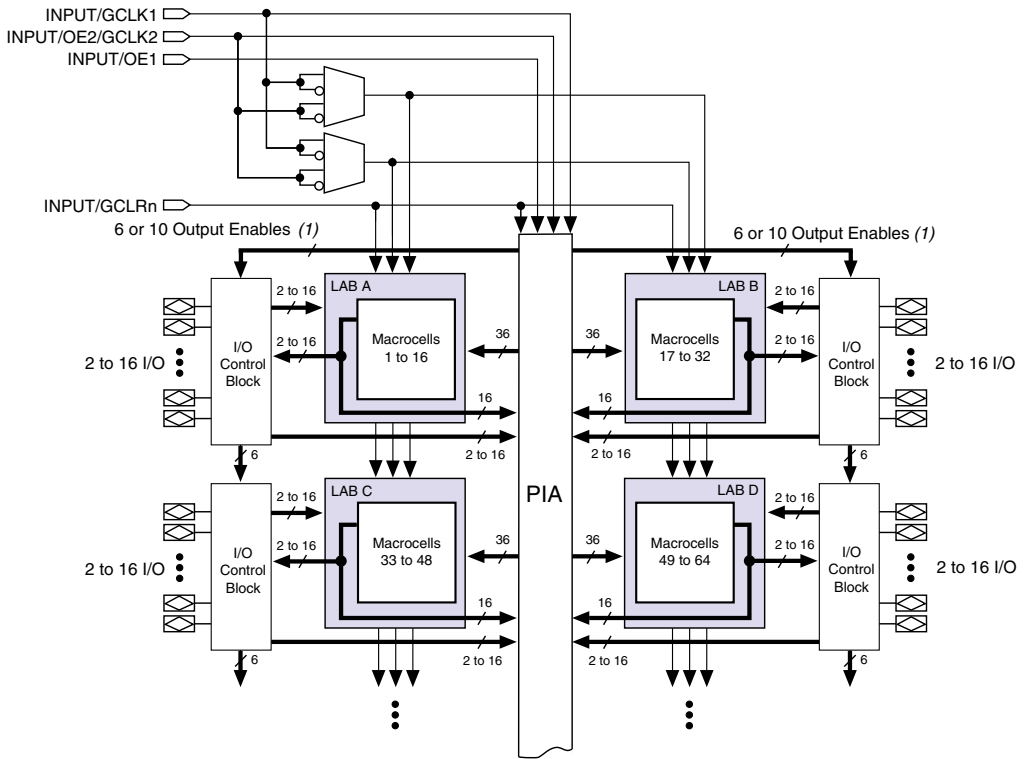 INPUT/GCLK1
INPUT/OE2/GCLK2
INPUT/OE1
INPUT/GCLRn
6 or 10 Output Enables (1)
6 or 10 Output Enables (1)
LAB A
LAB B
2 to 16
2 to 16
I/O
Control
Block
2 to 16
Macrocells
1 to 16
36
36
Macrocells
17 to 32
2 to 16
I/O
Control
Block
2 to 16 I/O
2 to 16 I/O
16
16
2 to 16
2 to 16
6
6
PIA
LAB C
LAB D
2 to 16
2 to 16
I/O
Control
Block
2 to 16
Macrocells
33 to 48
36
36
Macrocells
49 to 64
2 to 16
I/O
Control
Block
2 to 16 I/O
2 to 16 I/O
16
16
2 to 16
2 to 16
6
6